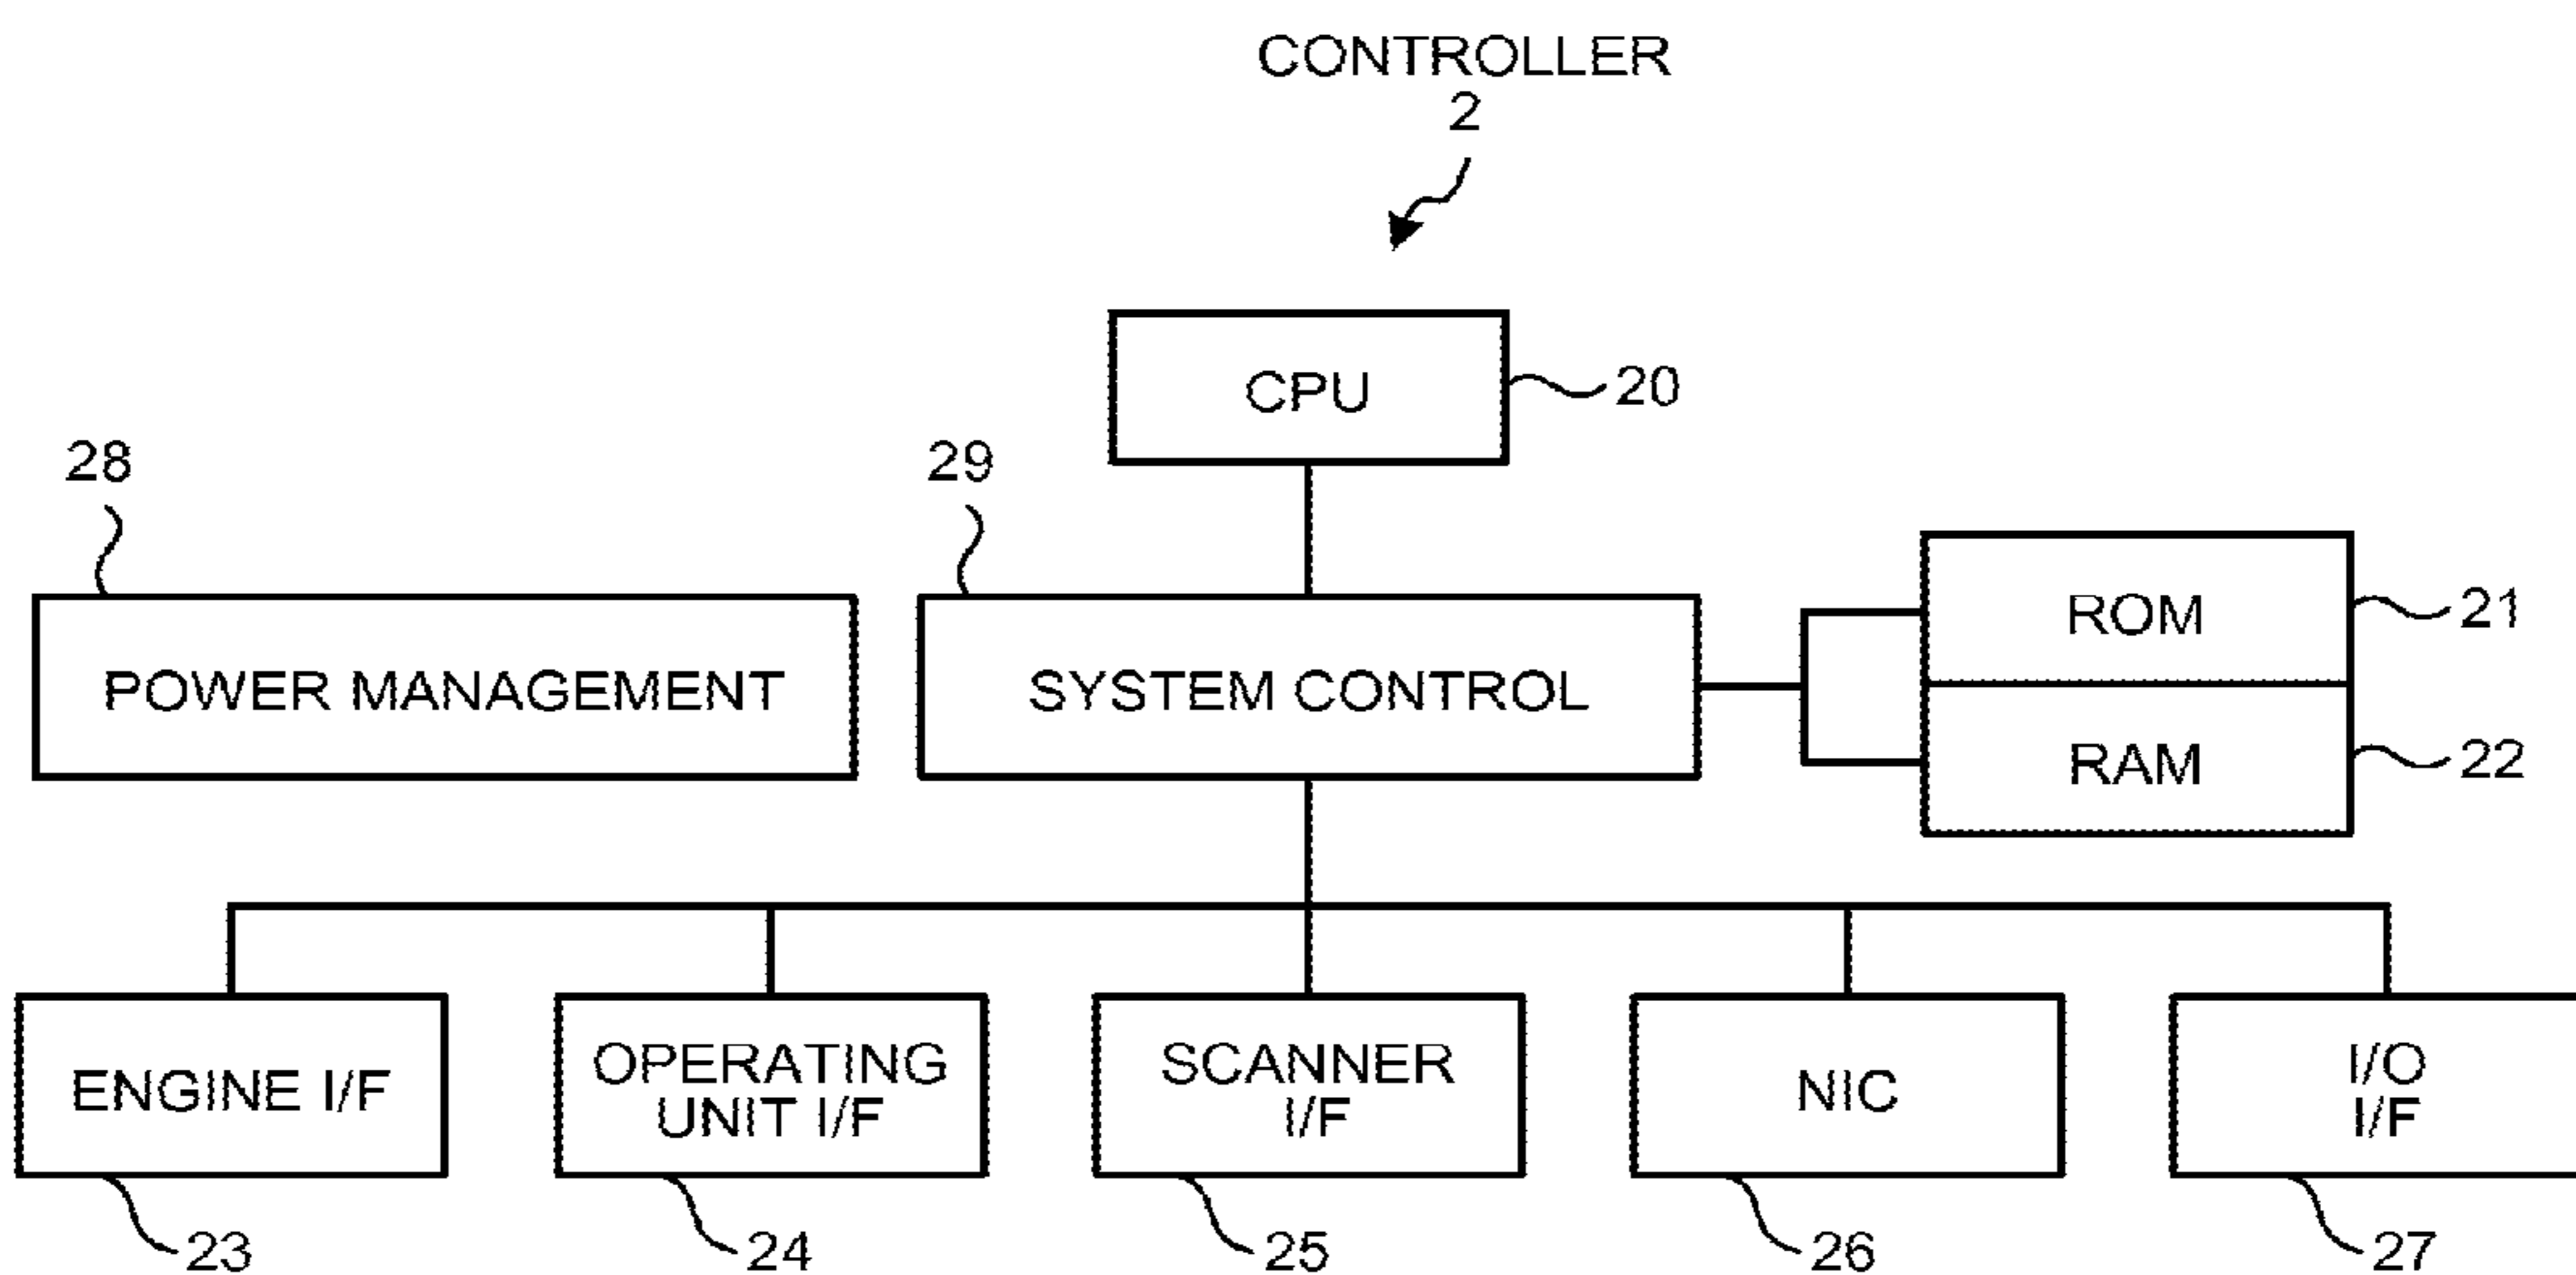 CONTROLLER
2
CPU
20
28
29
POWER MANAGEMENT
SYSTEM CONTROL
ROM
21
RAM
22
ENGINE I/F
OPERATING
UNIT I/F
SCANNER
I/F
NIC
I/O
I/F
23
24
25
26
27